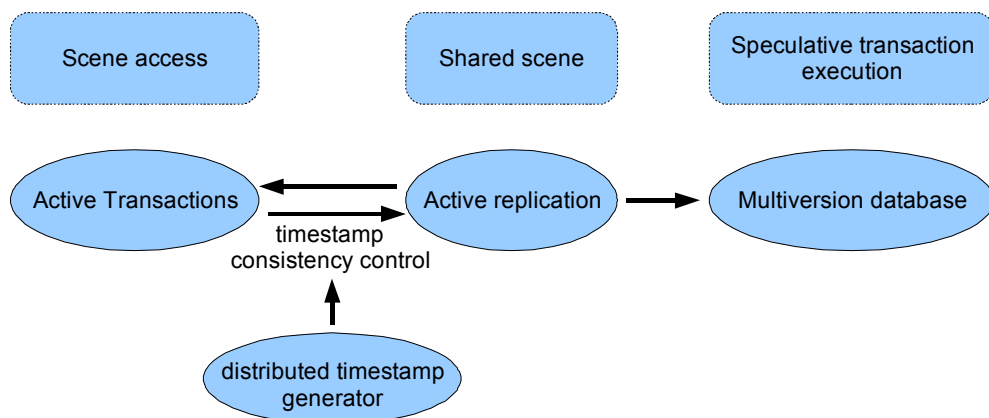 Scene access
Shared scene
Speculative transaction
execution
Active Transactions
Active replication
Multiversion database
timestamp
consistency control
distributed timestamp
generator